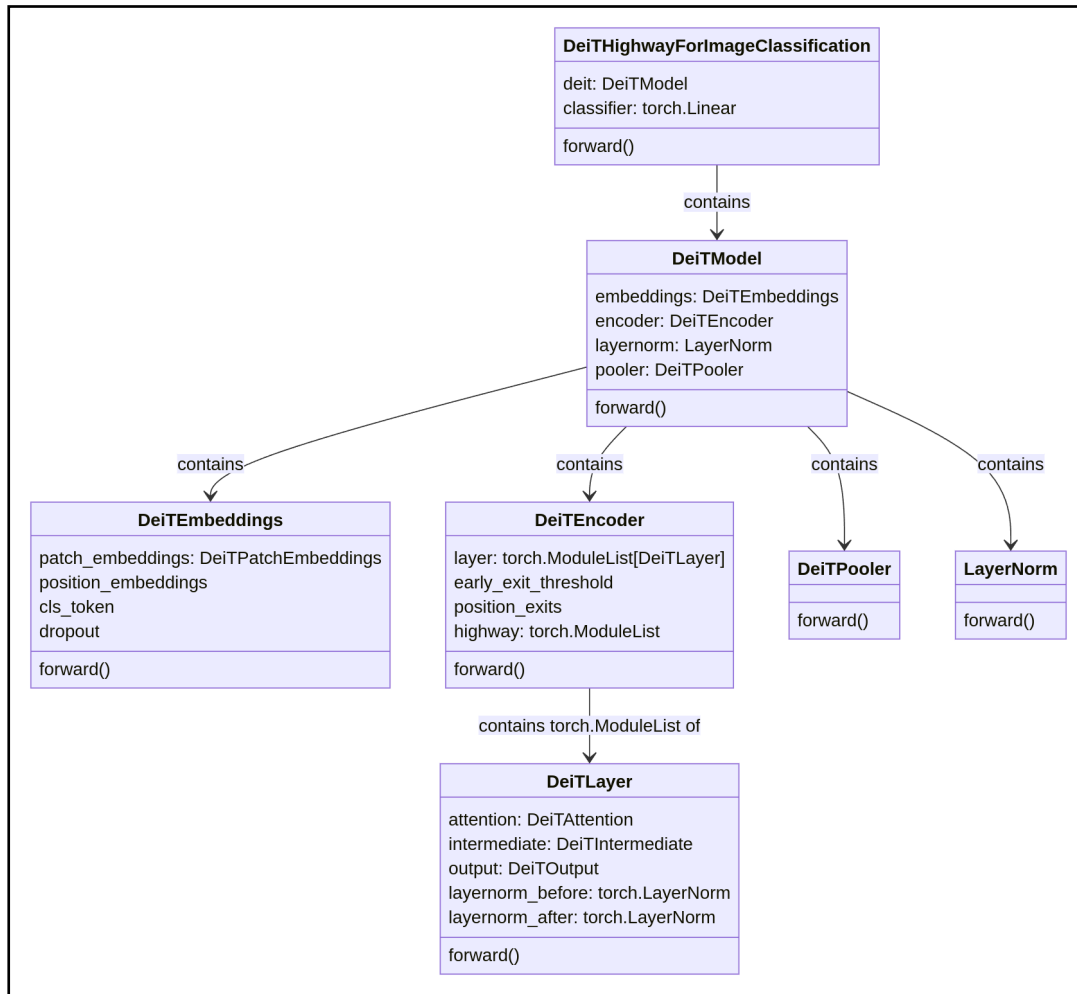 DeiTHighwayForImageClassification
deit: DeiTModel
classifier: torch.Linear
forward()
contains
DeiTModel
embeddings: DeiTEmbeddings
encoder: DeiTEncoder
layernorm: LayerNorm
pooler: DeiTPooler
forward()
contains
contains
contains
contains
DeiTEmbeddings
patch_embeddings: DeiTPatchEmbeddings
position_embeddings
cls_token
dropout
forward()
DeiTEncoder
layer: torch.ModuleList[DeiTLayer]
early_exit_threshold
position_exits
highway: torch.ModuleList
forward()
DeiTPooler
forward()
LayerNorm
forward()
contains torch.ModuleList of
DeiTLayer
attention: DeiTAttention
intermediate: DeiTIntermediate
output: DeiTOutput
layernorm_before: torch.LayerNorm
layernorm_after: torch.LayerNorm
forward()